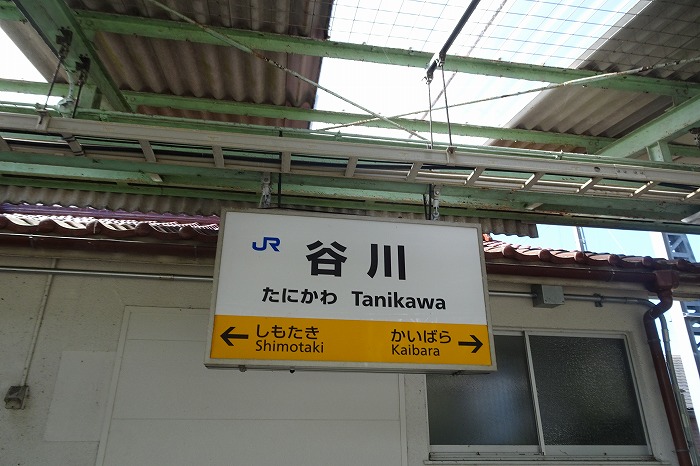 JR 谷川
たにかわ Tanikawa
← しもたき かいばら →
Shimotaki Kaibara